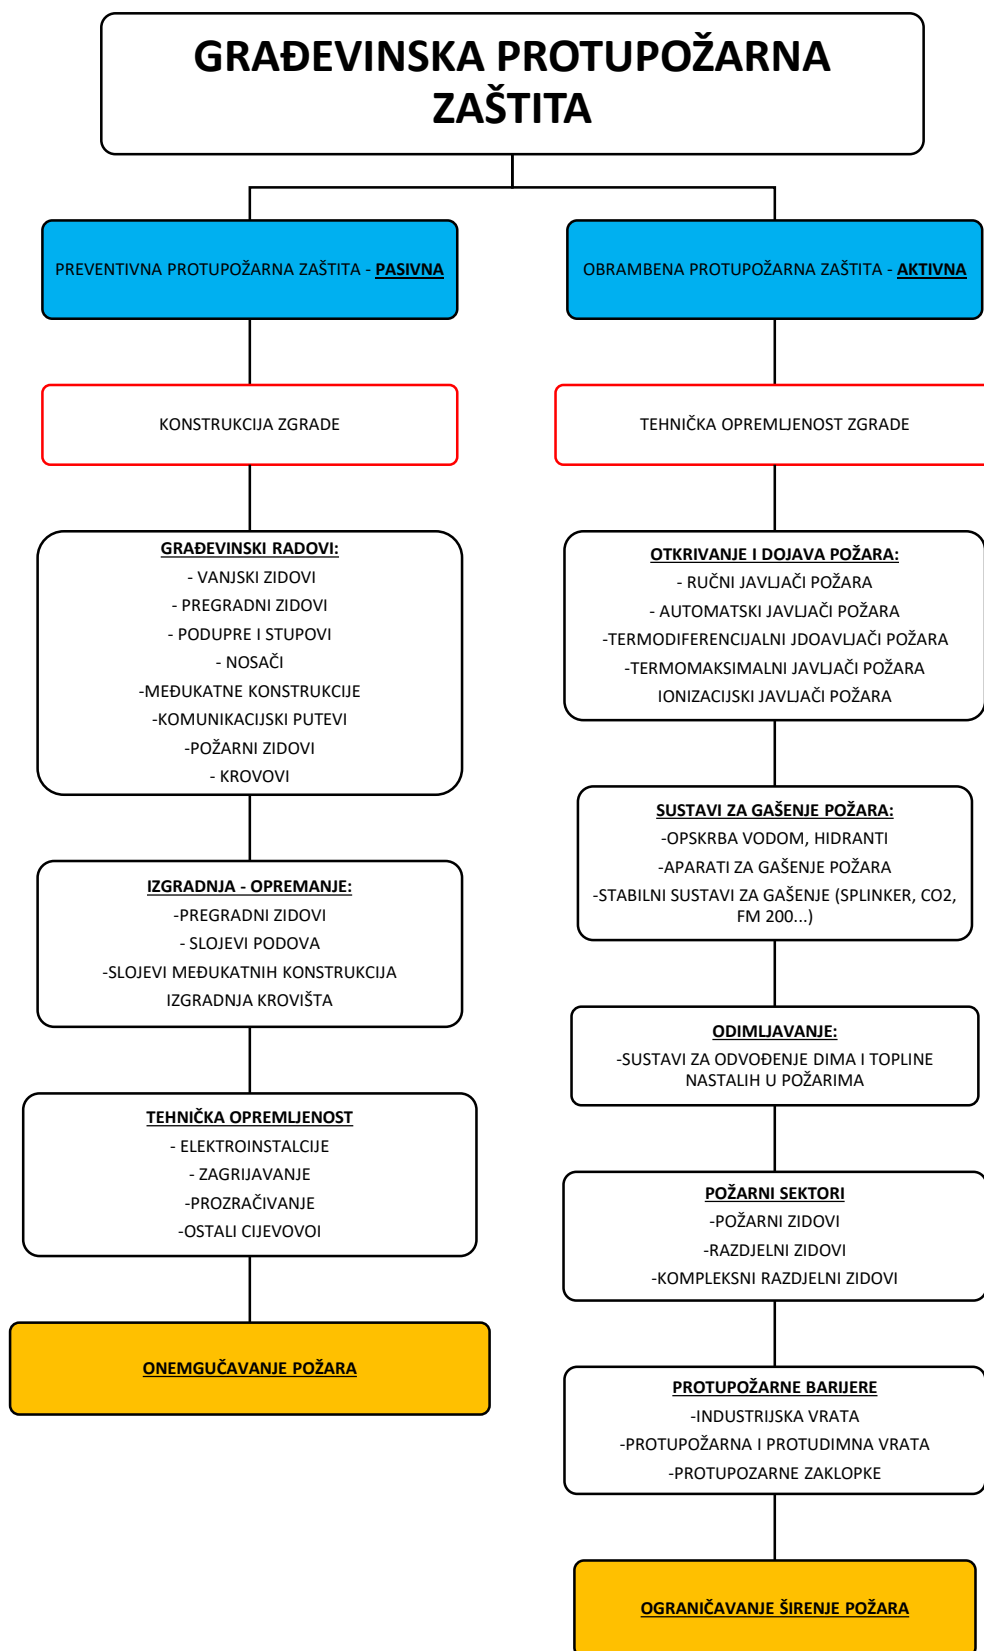 GRAĐEVINSKA PROTUPOŽARNA
ZAŠTITA
PREVENTIVNA PROTUPOŽARNA ZAŠTITA - PASIVNA
KONSTRUKCIJA ZGRADE
GRAĐEVINSKI RADOVI:
- VANJSKI ZIDOVI
- PREGRADNI ZIDOVI
- PODUPRE I STUPOVI
- NOSAČI
-MEĐUKATNE KONSTRUKCIJE
-KOMUNIKACIJSKI PUTEVI
-POŽARNI ZIDOVI
- KROVOVI
IZGRADNJA - OPREMANJE:
-PREGRADNI ZIDOVI
- SLOJEVI PODOVA
-SLOJEVI MEĐUKATNIH KONSTRUKCIJA
IZGRADNJA KROVIŠTA
TEHNIČKA OPREMLJENOST
- ELEKTROINSTALCIJE
- ZAGRIJAVANJE
-PROZRAČIVANJE
-OSTALI CIJEVOVOI
ONEMGUČAVANJE POŽARA
OBRAMBENA PROTUPOŽARNA ZAŠTITA - AKTIVNA
TEHNIČKA OPREMLJENOST ZGRADE
OTKRIVANJE I DOJAVA POŽARA:
- RUČNI JAVLJAČI POŽARA
- AUTOMATSKI JAVLJAČI POŽARA
-TERMODIFERENCIJALNI JDOAVLJAČI POŽARA
-TERMOMAKSIMALNI JAVLJAČI POŽARA
IONIZACIJSKI JAVLJAČI POŽARA
SUSTAVI ZA GAŠENJE POŽARA:
-OPSKRBA VODOM, HIDRANTI
-APARATI ZA GAŠENJE POŽARA
-STABILNI SUSTAVI ZA GAŠENJE (SPLINKER, CO2,
FM 200...)
ODIMLJAVANJE:
-SUSTAVI ZA ODVOĐENJE DIMA I TOPLINE
NASTALIH U POŽARIMA
POŽARNI SEKTORI
-POŽARNI ZIDOVI
-RAZDJELNI ZIDOVI
-KOMPLEKSNI RAZDJELNI ZIDOVI
PROTUPOŽARNE BARIJERE
-INDUSTRIJSKA VRATA
-PROTUPOŽARNA I PROTUDIMNA VRATA
-PROTUPOZARNE ZAKLOPKE
OGRANIČAVANJE ŠIRENJE POŽARA